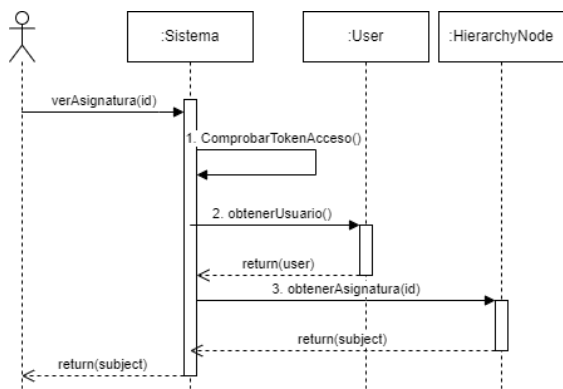 :Sistema
:User
:HierarchyNode
verAsignatura(id)
1. ComprobarTokenAcceso()
2. obtenerUsuario()
return(user)
3. obtenerAsignatura(id)
return(subject)
return(subject)